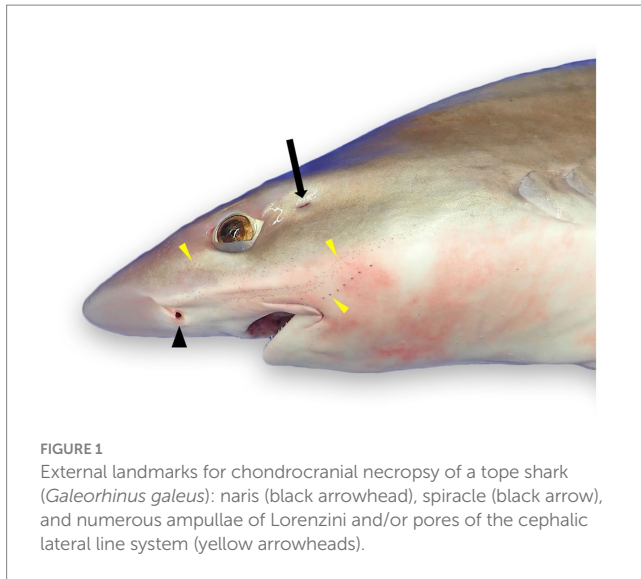 FIGURE 1
External landmarks for chondrocranial necropsy of a tope shark
(Galeorhinus galeus): naris (black arrowhead), spiracle (black arrow),
and numerous ampullae of Lorenzini and/or pores of the cephalic
lateral line system (yellow arrowheads).